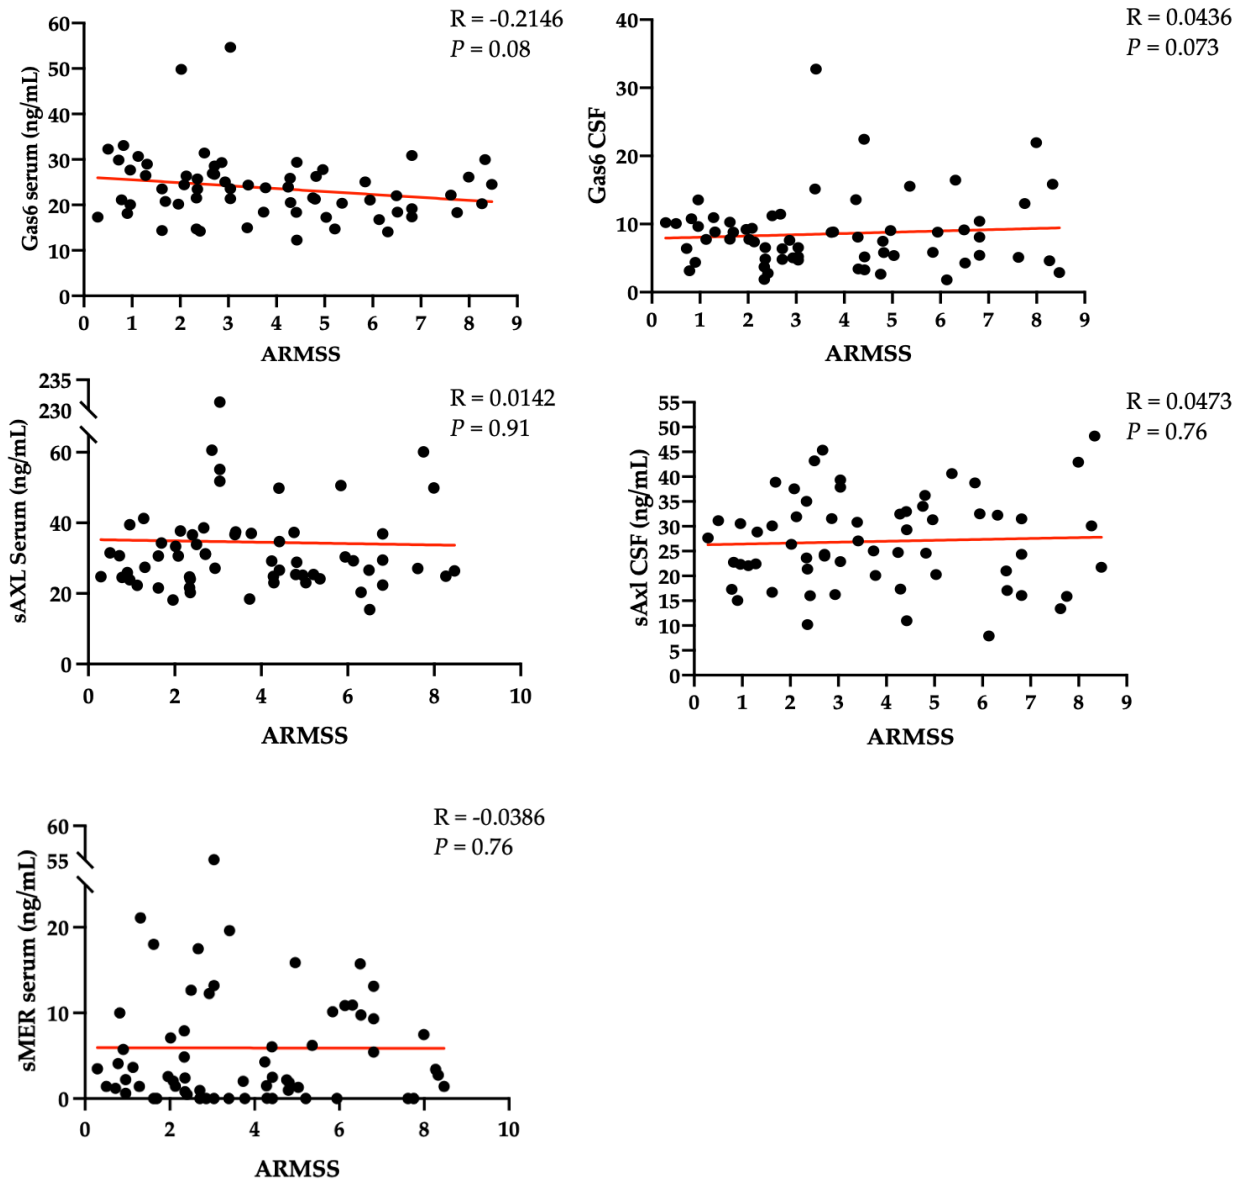 R = -0.2146
P = 0.08
Gas6 serum (ng/mL)
60
50
40
30
20
10
0
0 1 2 3 4 5 6 7 8 9
ARMSS
R = 0.0436
P = 0.073
Gas6 CSF
40
30
20
10
0
0 1 2 3 4 5 6 7 8 9
ARMSS
R = 0.0142
P = 0.91
sAXL Serum (ng/mL)
235
230
60
40
20
0
0 2 4 6 8 10
ARMSS
R = 0.0473
P = 0.76
sAxl CSF (ng/mL)
55
50
45
40
35
30
25
20
15
10
5
0
0 1 2 3 4 5 6 7 8 9
ARMSS
R = -0.0386
P = 0.76
sMER serum (ng/mL)
60
55
20
10
0
0 2 4 6 8 10
ARMSS